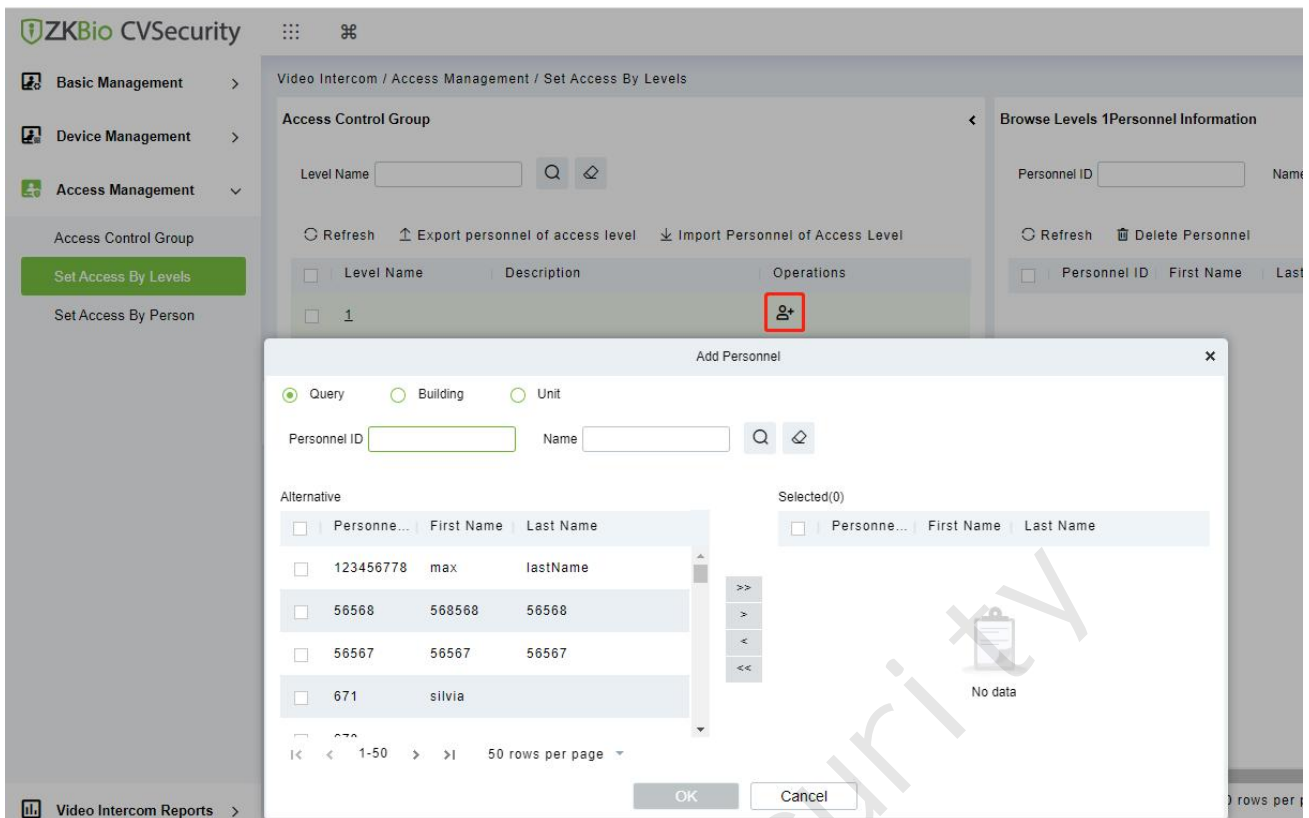 ZKBio CVSecurity
Basic Management
Device Management
Access Management
Access Control Group
Set Access By Levels
Set Access By Person
Video Intercom Reports
Video Intercom / Access Management / Set Access By Levels
Access Control Group
Level Name
Refresh Export personnel of access level Import Personnel of Access Level
Level Name Description Operations
1
Browse Levels 1Personnel Information
Personnel ID Name
Refresh Delete Personnel
Personnel ID First Name Last
Add Personnel
Query Building Unit
Personnel ID Name
Alternative
Personne... First Name Last Name
123456778 max lastName
56568 568568 56568
56567 56567 56567
671 silvia
1-50 50 rows per page
>>
>
<
<<
Selected(0)
Personne... First Name Last Name
No data
OK Cancel
rows per
urity